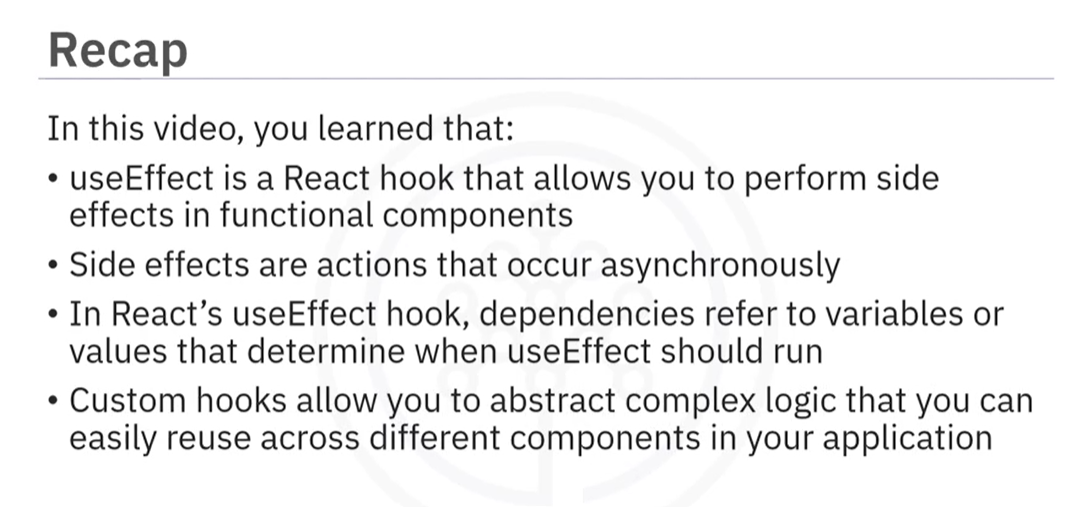 Recap
In this video, you learned that:
• useEffect is a React hook that allows you to perform side
effects in functional components
• Side effects are actions that occur asynchronously
• In React’s useEffect hook, dependencies refer to variables or
values that determine when useEffect should run
• Custom hooks allow you to abstract complex logic that you can
easily reuse across different components in your application